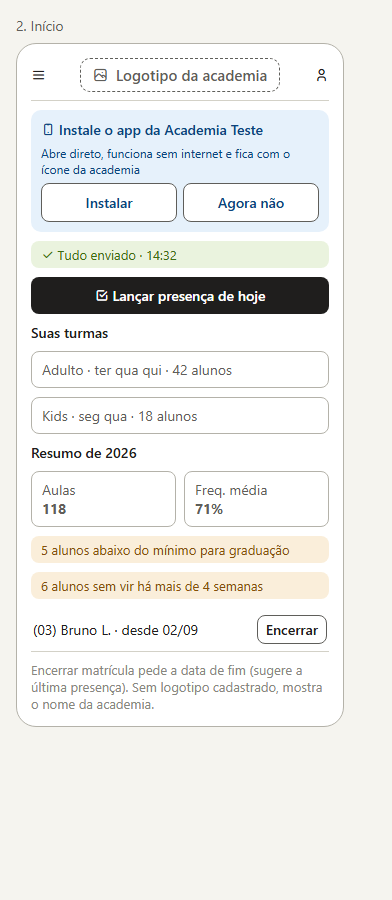 2. Início
Logotipo da academia
Instale o app da Academia Teste
Abre direto, funciona sem internet e fica com o
ícone da academia
Instalar
Agora não
Tudo enviado · 14:32
Lançar presença de hoje
Suas turmas
Adulto · ter qua qui · 42 alunos
Kids · seg qua · 18 alunos
Resumo de 2026
Aulas
118
Freq. média
71%
5 alunos abaixo do mínimo para graduação
6 alunos sem vir há mais de 4 semanas
(03) Bruno L. · desde 02/09
Encerrar
Encerrar matrícula pede a data de fim (sugere a
última presença). Sem logotipo cadastrado, mostra
o nome da academia.